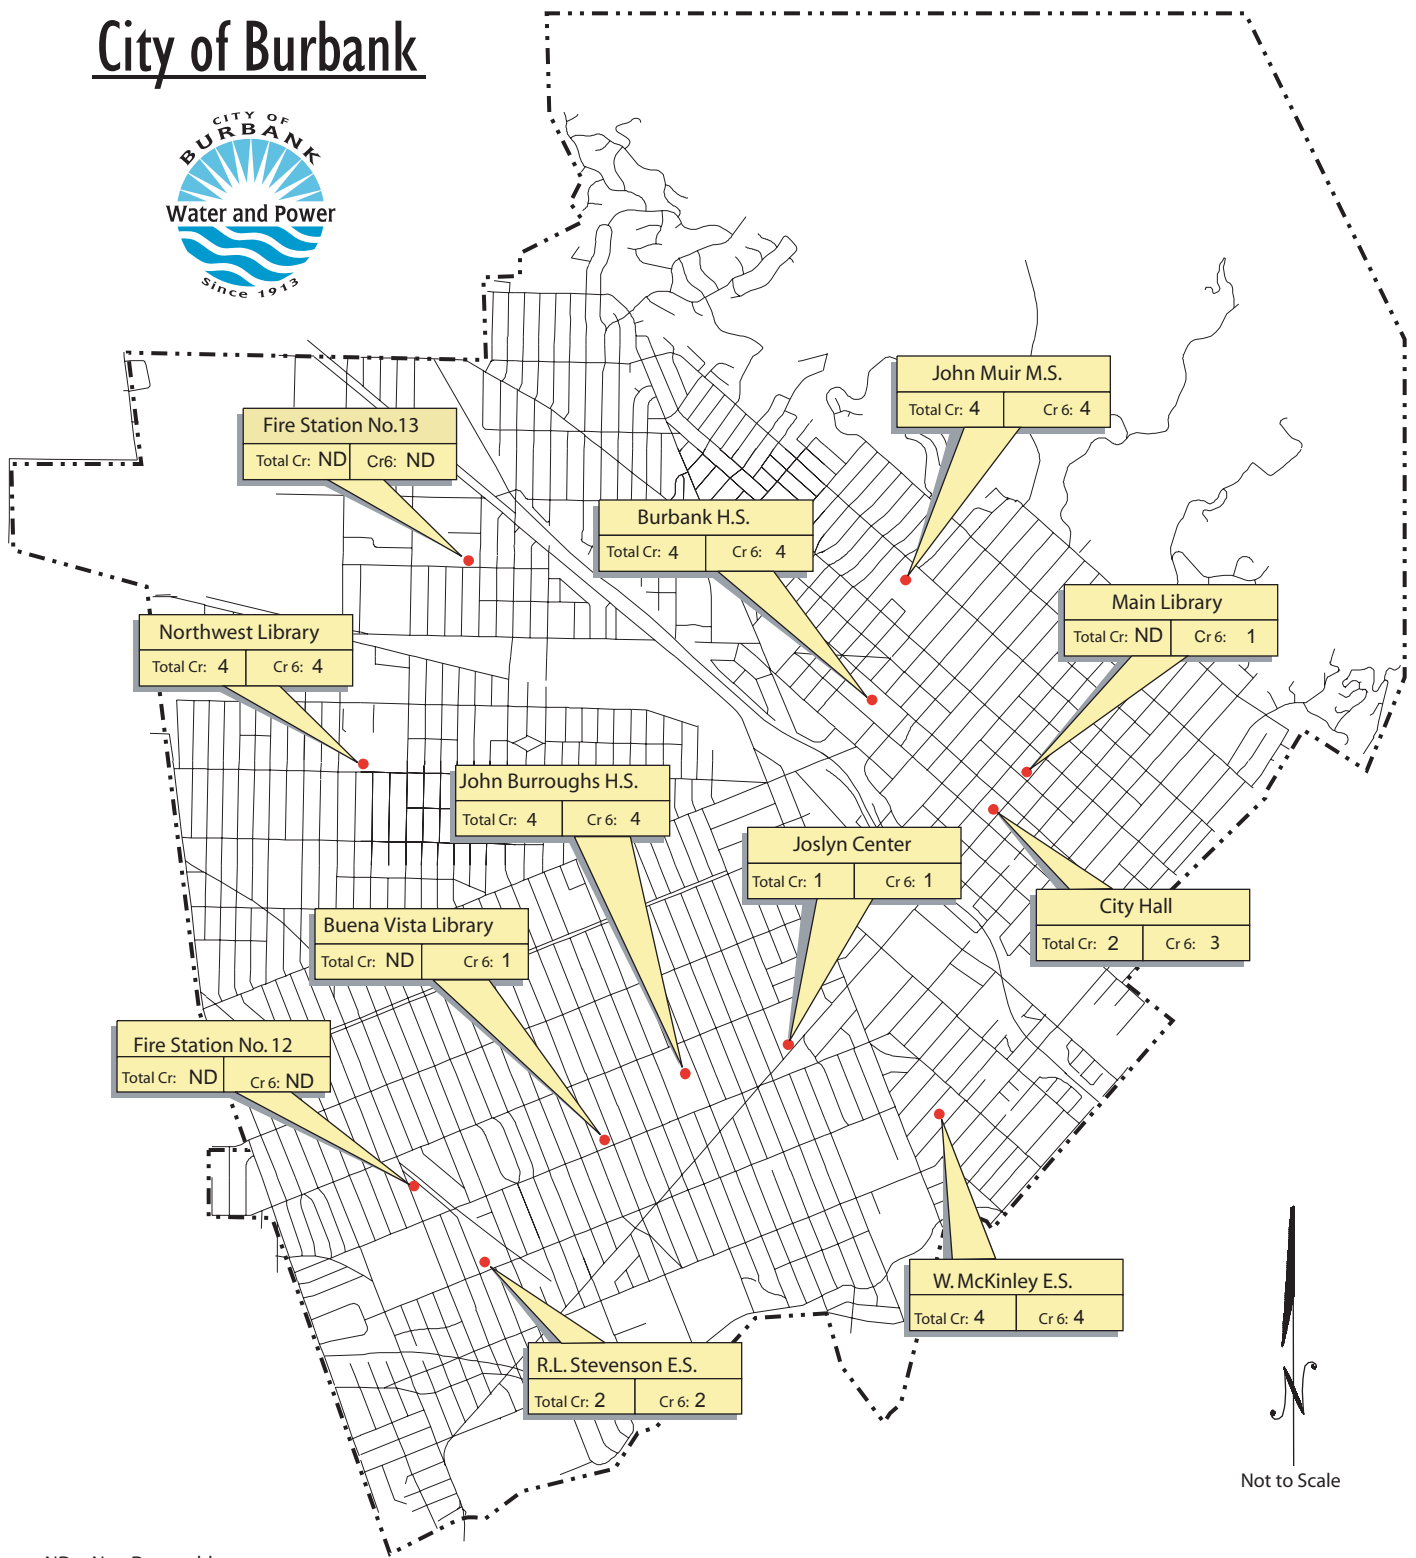 City of Burbank
CITY OF
BURBANK
Water and Power
Since 1913
John Muir M.S.
Total Cr: 4 Cr 6: 4
Fire Station No.13
Total Cr: ND Cr6: ND
Burbank H.S.
Total Cr: 4 Cr 6: 4
Main Library
Total Cr: ND Cr 6: 1
Northwest Library
Total Cr: 4 Cr 6: 4
John Burroughs H.S.
Total Cr: 4 Cr 6: 4
Joslyn Center
Total Cr: 1 Cr 6: 1
City Hall
Total Cr: 2 Cr 6: 3
Buena Vista Library
Total Cr: ND Cr 6: 1
Fire Station No. 12
Total Cr: ND Cr 6: ND
W. McKinley E.S.
Total Cr: 4 Cr 6: 4
R.L. Stevenson E.S.
Total Cr: 2 Cr 6: 2
N
Not to Scale